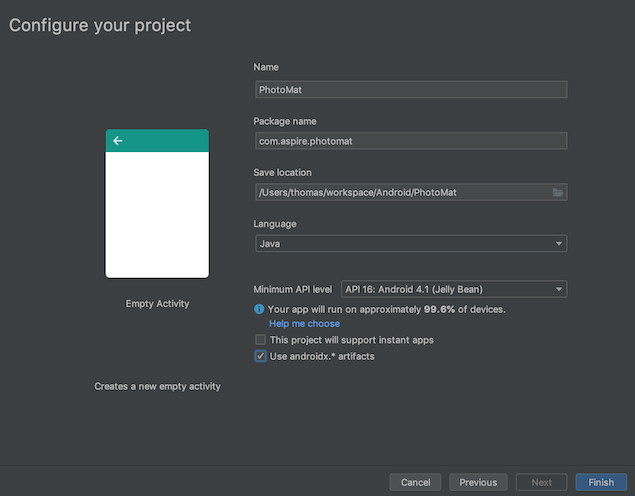 Configure your project
Name
PhotoMat
Package name
com.aspire.photomat
Save location
/Users/thomas/workspace/Android/PhotoMat
Language
Java
Minimum API level
API 16: Android 4.1 (Jelly Bean)
Your app will run on approximately 99.6% of devices.
Help me choose
This project will support instant apps
Use androidx.* artifacts
Empty Activity
Creates a new empty activity
Cancel
Previous
Next
Finish